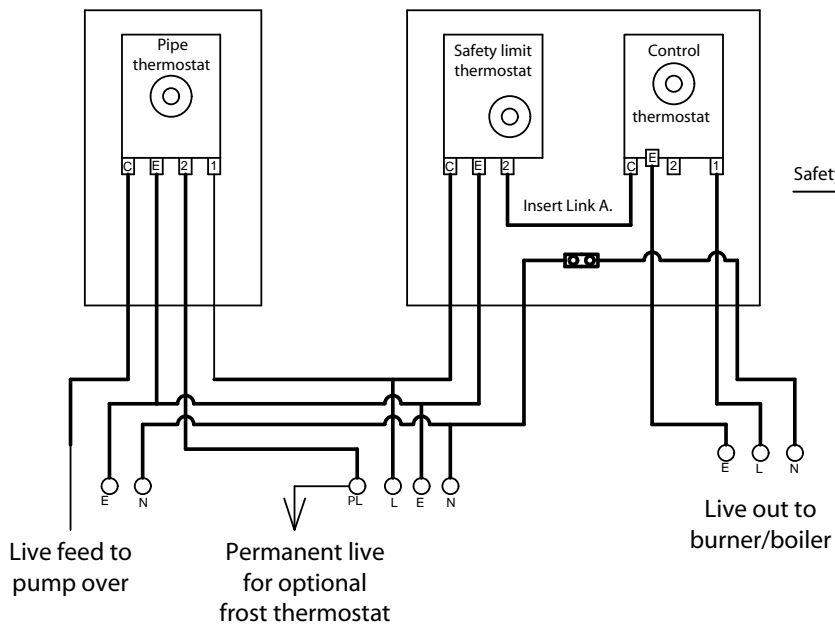 Pipe
thermostat
Safety limit
thermostat
Control
thermostat
C E 2 1
C E 2
C E 2 1
Insert Link A.
Safety
E N
PL L E N
E L N
Live feed to
pump over
Permanent live
for optional
frost thermostat
Live out to
burner/boiler